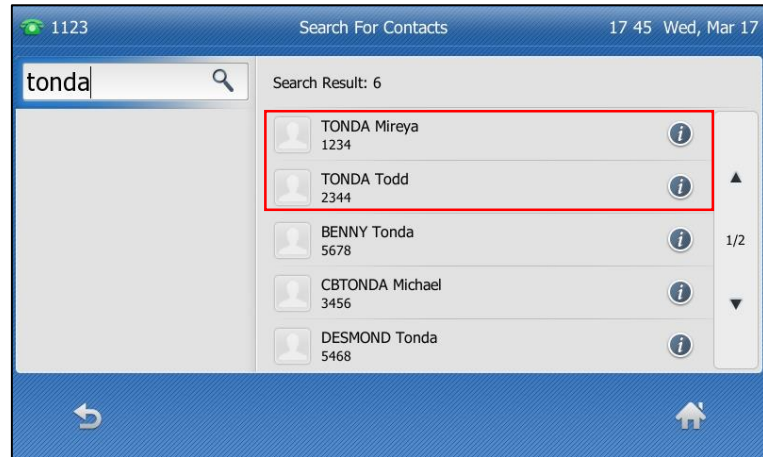 1123 Search For Contacts 17 45 Wed, Mar 17
tonda
Search Result: 6
TONDA Mireya
1234
TONDA Todd
2344
BENNY Tonda
5678
1/2
CBTONDA Michael
3456
DESMOND Tonda
5468